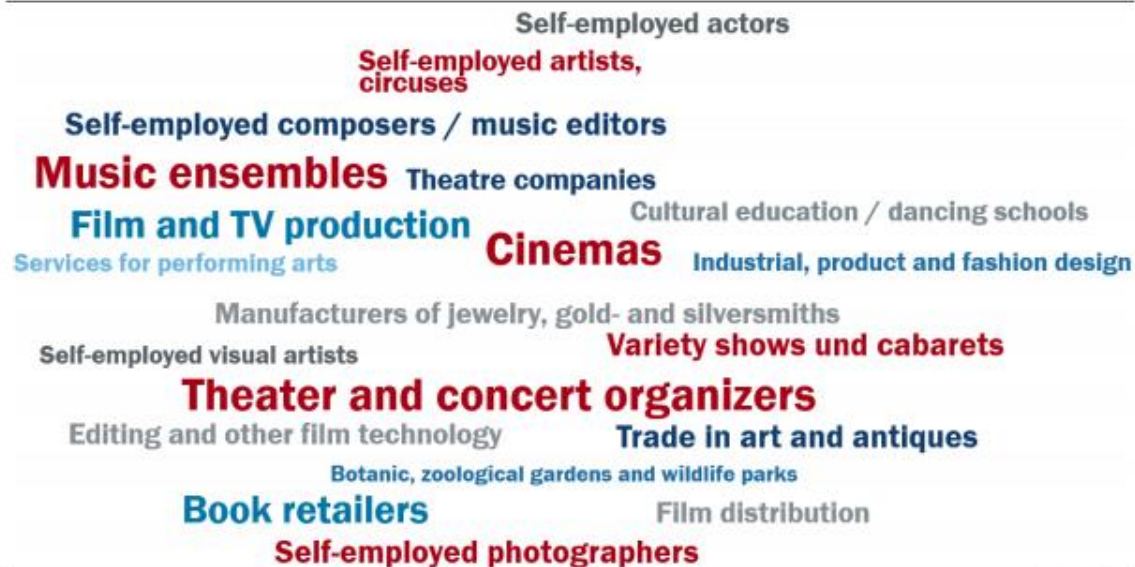 Self-employed actors
Self-employed artists,
circuses
Self-employed composers / music editors
Music ensembles
Theatre companies
Cultural education / dancing schools
Film and TV production
Cinemas
Services for performing arts
Industrial, product and fashion design
Manufacturers of jewelry, gold- and silversmiths
Variety shows und cabarets
Self-employed visual artists
Theater and concert organizers
Editing and other film technology
Trade in art and antiques
Botanic, zoological gardens and wildlife parks
Book retailers
Film distribution
Self-employed photographers